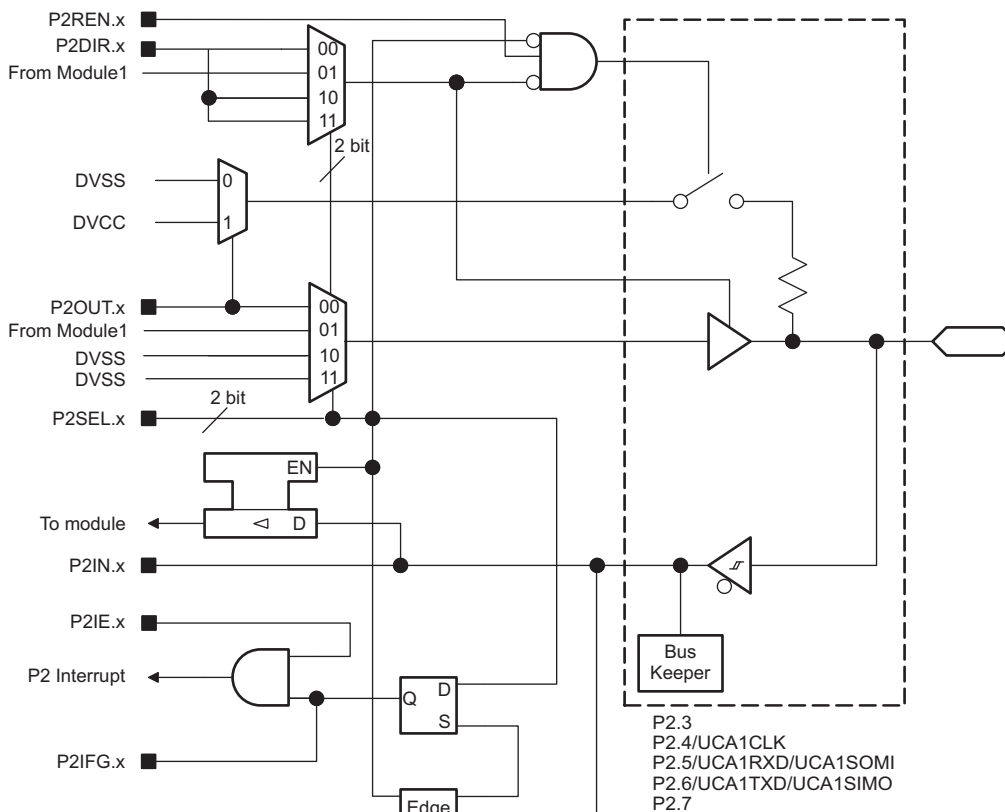 P2REN.x
P2DIR.x
From Module1
00
01
10
11
2 bit
DVSS
0
DVCC
1
P2OUT.x
From Module1
DVSS
DVSS
00
01
10
11
2 bit
P2SEL.x
EN
To module
D
P2IN.x
P2IE.x
P2 Interrupt
Q
D
S
P2IFG.x
Edge
Bus
Keeper
P2.3
P2.4/UCA1CLK
P2.5/UCA1RXD/UCA1SOMI
P2.6/UCA1TXD/UCA1SIMO
P2.7